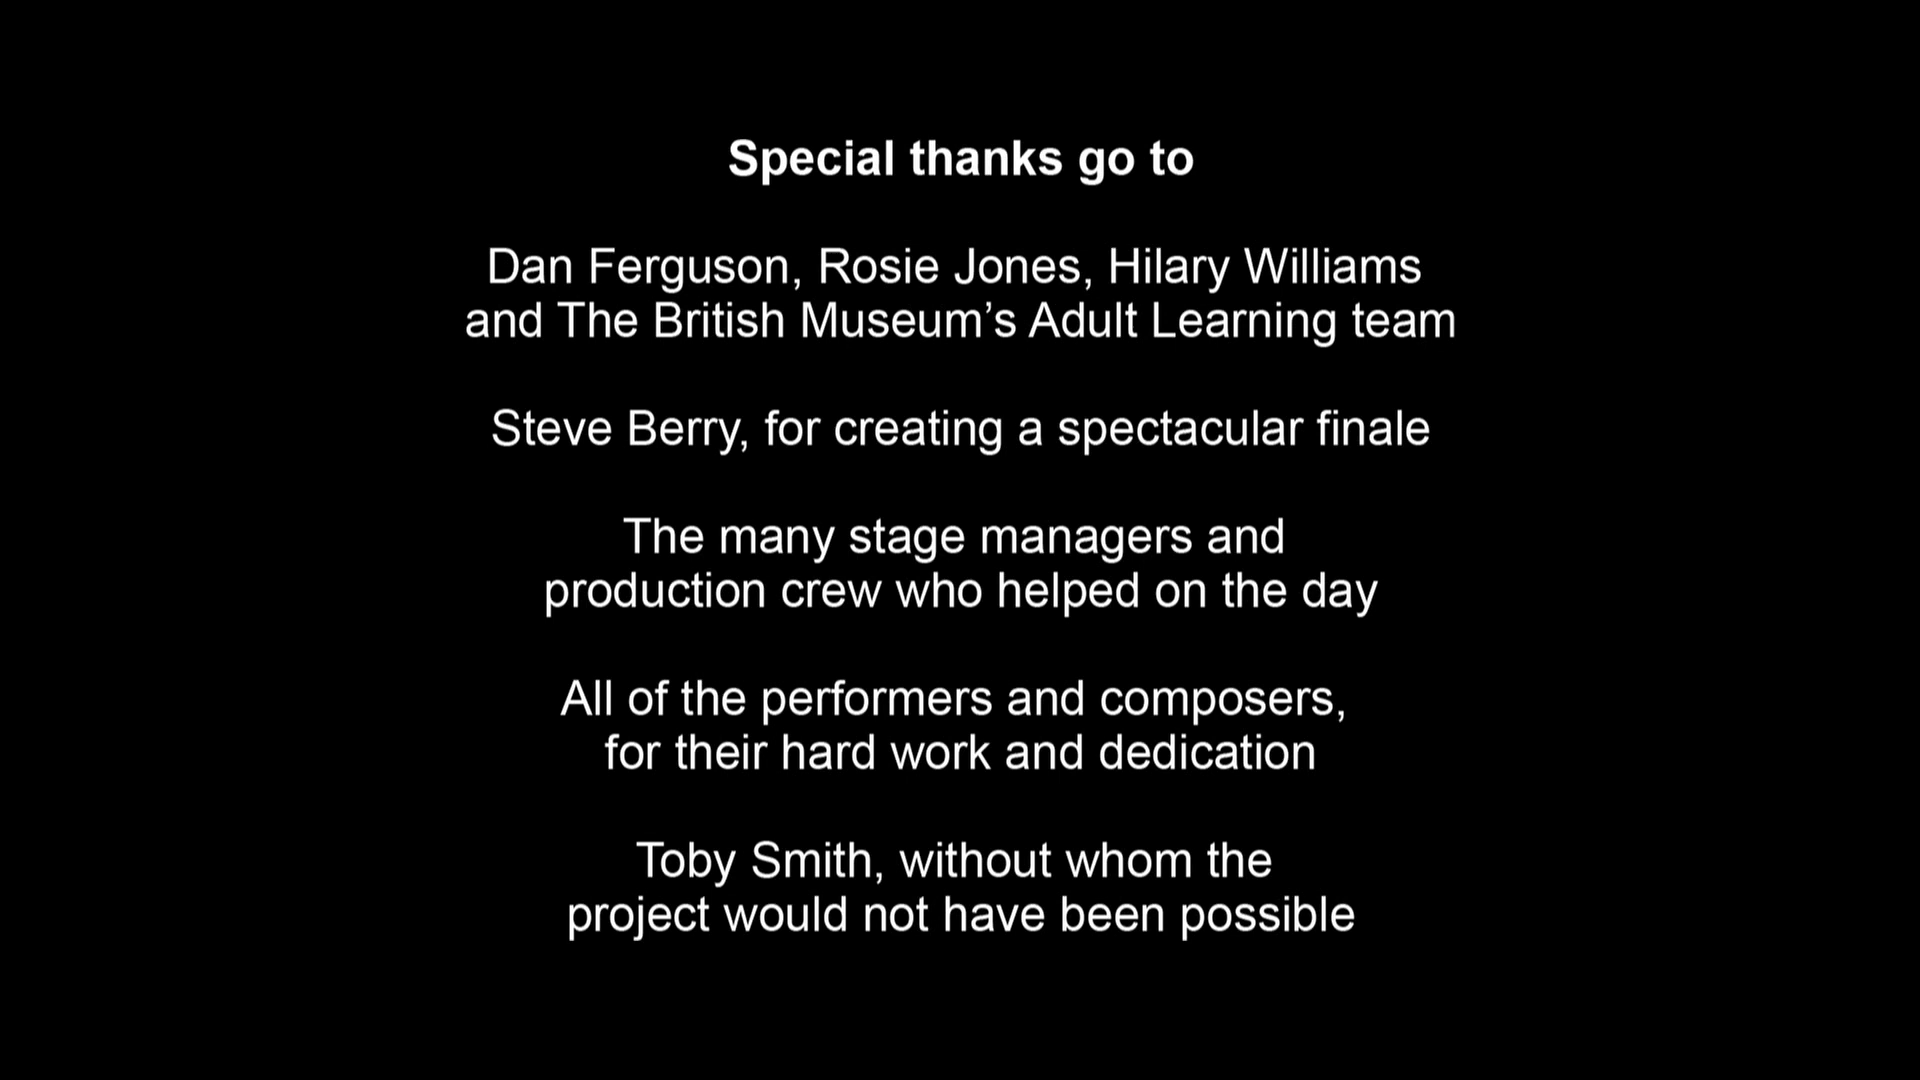 Special thanks go to
Dan Ferguson, Rosie Jones, Hilary Williams
and The British Museum’s Adult Learning team
Steve Berry, for creating a spectacular finale
The many stage managers and
production crew who helped on the day
All of the performers and composers,
for their hard work and dedication
Toby Smith, without whom the
project would not have been possible